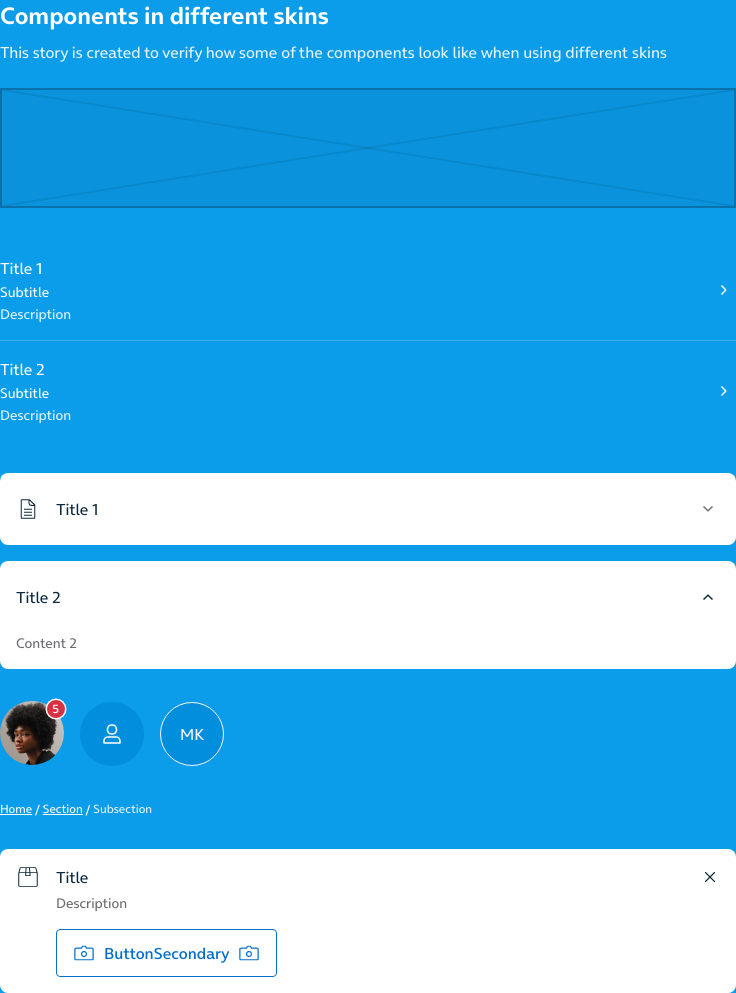 Components in different skins
This story is created to verify how some of the components look like when using different skins
Title 1
Subtitle
Description
Title 2
Subtitle
Description
Title 1
Title 2
Content 2
5
MK
Home / Section / Subsection
Title
Description
ButtonSecondary